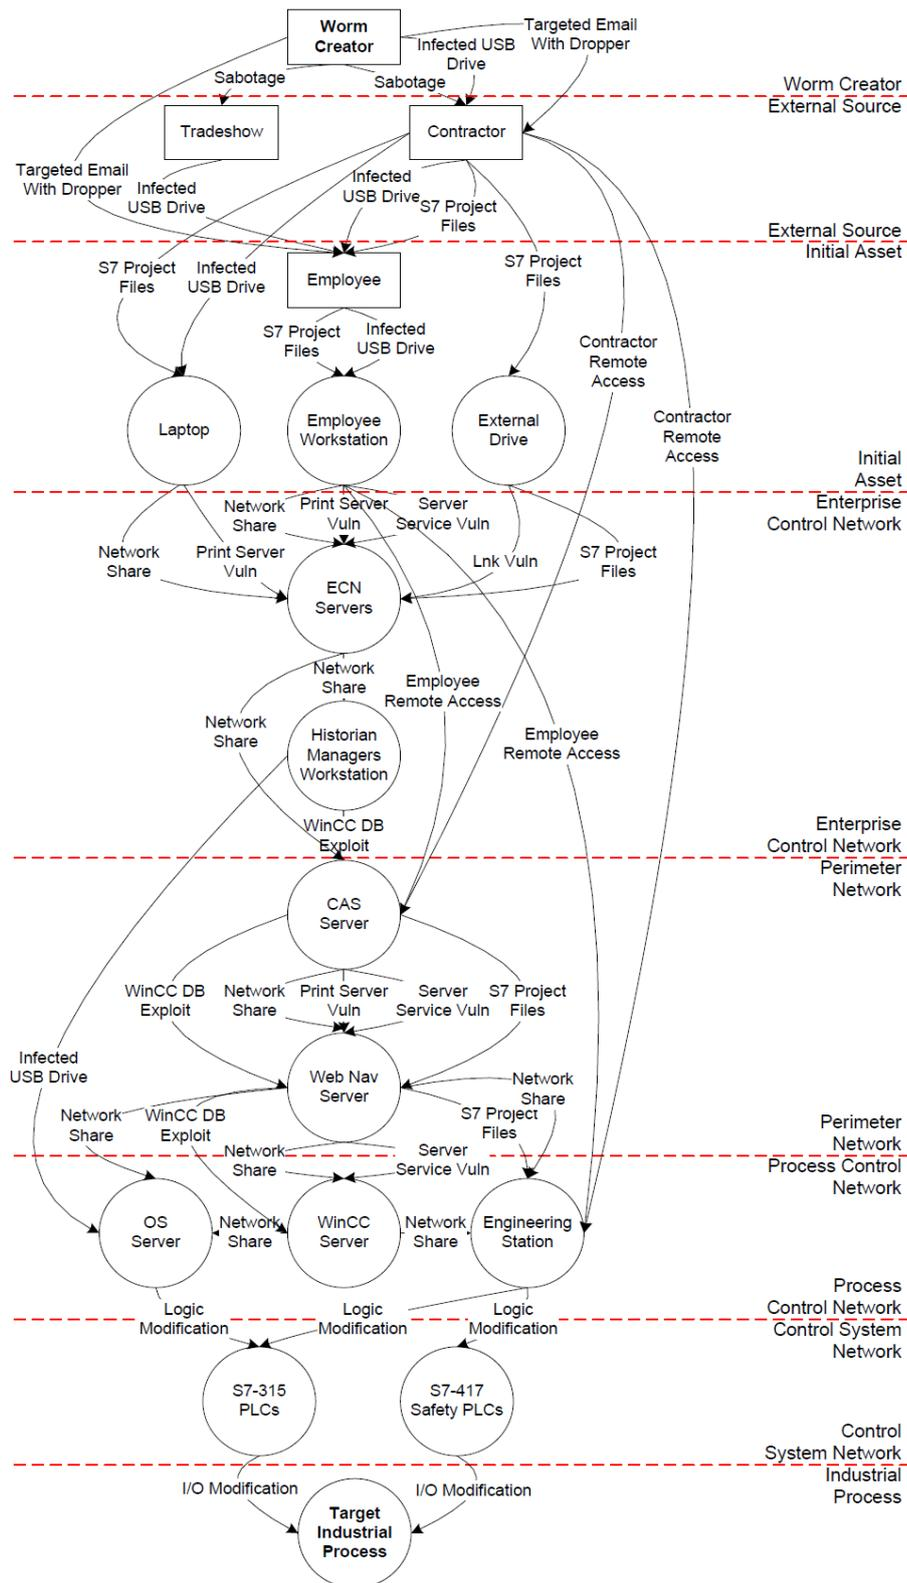 Worm
Creator
Targeted Email
With Dropper
Infected USB
Drive
Sabotage
Sabotage
Worm Creator
External Source
Tradeshow
Contractor
Targeted Email
With Dropper
Infected
USB Drive
Infected
USB Drive
S7 Project
Files
External Source
Initial Asset
S7 Project
Files
Infected
USB Drive
Employee
S7 Project
Files
S7 Project
Files
Infected
USB Drive
Contractor
Remote
Access
Contractor
Remote
Access
Laptop
Employee
Workstation
External
Drive
Initial
Asset
Enterprise
Control Network
Network
Share
Print Server
Vuln
Server
Service Vuln
Network
Share
Print Server
Vuln
Lnk Vuln
S7 Project
Files
ECN
Servers
Network
Share
Employee
Remote Access
Network
Share
Employee
Remote Access
Historian
Managers
Workstation
WinCC DB
Exploit
Enterprise
Control Network
Perimeter
Network
CAS
Server
WinCC DB
Exploit
Network
Share
Print Server
Vuln
Server
Service Vuln
S7 Project
Files
Infected
USB Drive
Web Nav
Server
Network
Share
Network
Share
WinCC DB
Exploit
S7 Project
Files
Perimeter
Network
Process Control
Network
Network
Share
Server
Service Vuln
OS
Server
Network
Share
WinCC
Server
Network
Share
Engineering
Station
Process
Control Network
Control System
Network
Logic
Modification
Logic
Modification
Logic
Modification
S7-315
PLCs
S7-417
Safety PLCs
Control
System Network
Industrial
Process
I/O Modification
I/O Modification
Target
Industrial
Process